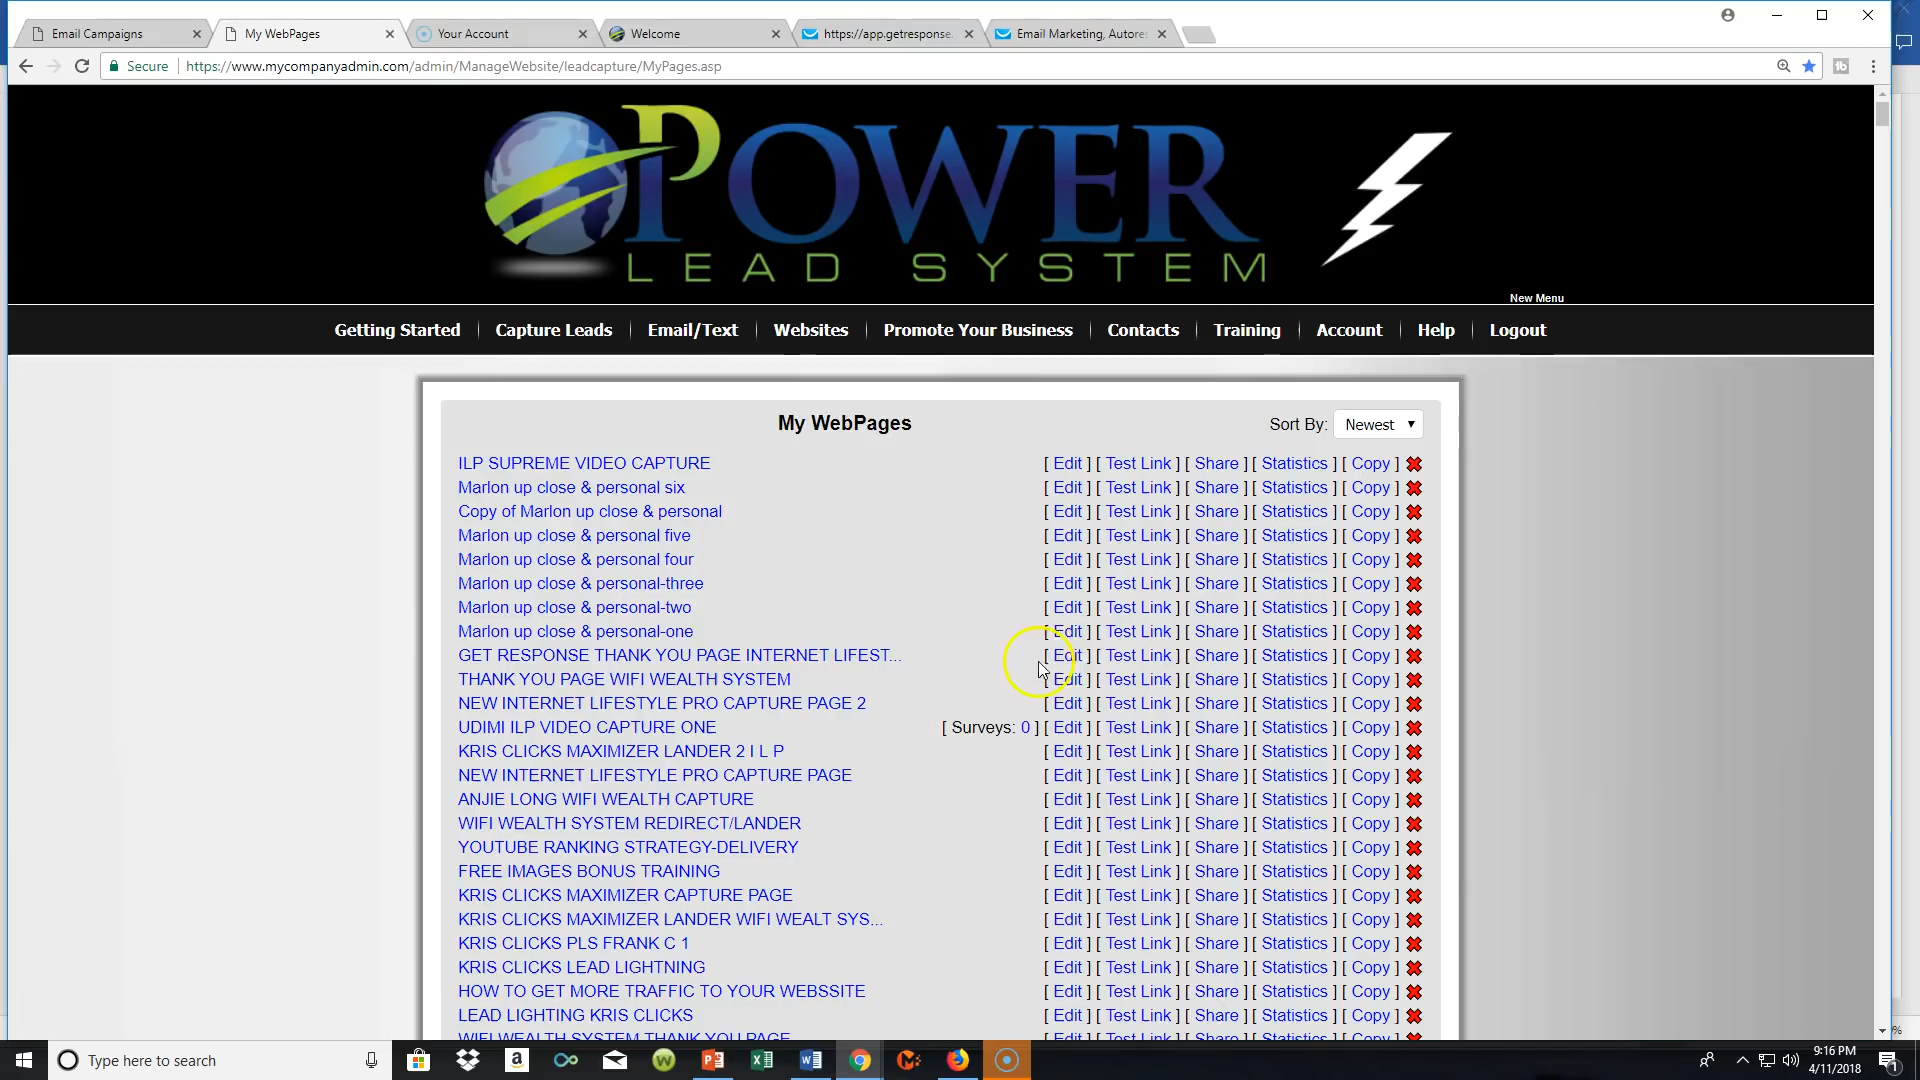 Email Campaigns My WebPages Your Account Welcome https://app.getresponse. Email Marketing, Autores
Secure https://www.mycompanyadmin.com/admin/ManageWebsite/leadcapture/MyPages.asp
POWER
LEAD SYSTEM
New Menu
Getting Started Capture Leads Email/Text Websites Promote Your Business Contacts Training Account Help Logout
My WebPages Sort By: Newest
ILP SUPREME VIDEO CAPTURE [ Edit ] [ Test Link ] [ Share ] [ Statistics ] [ Copy ]
Marlon up close & personal six [ Edit ] [ Test Link ] [ Share ] [ Statistics ] [ Copy ]
Copy of Marlon up close & personal [ Edit ] [ Test Link ] [ Share ] [ Statistics ] [ Copy ]
Marlon up close & personal five [ Edit ] [ Test Link ] [ Share ] [ Statistics ] [ Copy ]
Marlon up close & personal four [ Edit ] [ Test Link ] [ Share ] [ Statistics ] [ Copy ]
Marlon up close & personal-three [ Edit ] [ Test Link ] [ Share ] [ Statistics ] [ Copy ]
Marlon up close & personal-two [ Edit ] [ Test Link ] [ Share ] [ Statistics ] [ Copy ]
Marlon up close & personal-one [ Edit ] [ Test Link ] [ Share ] [ Statistics ] [ Copy ]
GET RESPONSE THANK YOU PAGE INTERNET LIFEST... [ Edit ] [ Test Link ] [ Share ] [ Statistics ] [ Copy ]
THANK YOU PAGE WIFI WEALTH SYSTEM [ Edit ] [ Test Link ] [ Share ] [ Statistics ] [ Copy ]
NEW INTERNET LIFESTYLE PRO CAPTURE PAGE 2 [ Edit ] [ Test Link ] [ Share ] [ Statistics ] [ Copy ]
UDIMI ILP VIDEO CAPTURE ONE [ Surveys: 0 ] [ Edit ] [ Test Link ] [ Share ] [ Statistics ] [ Copy ]
KRIS CLICKS MAXIMIZER LANDER 2 I L P [ Edit ] [ Test Link ] [ Share ] [ Statistics ] [ Copy ]
NEW INTERNET LIFESTYLE PRO CAPTURE PAGE [ Edit ] [ Test Link ] [ Share ] [ Statistics ] [ Copy ]
ANJIE LONG WIFI WEALTH CAPTURE [ Edit ] [ Test Link ] [ Share ] [ Statistics ] [ Copy ]
WIFI WEALTH SYSTEM REDIRECT/LANDER [ Edit ] [ Test Link ] [ Share ] [ Statistics ] [ Copy ]
YOUTUBE RANKING STRATEGY-DELIVERY [ Edit ] [ Test Link ] [ Share ] [ Statistics ] [ Copy ]
FREE IMAGES BONUS TRAINING [ Edit ] [ Test Link ] [ Share ] [ Statistics ] [ Copy ]
KRIS CLICKS MAXIMIZER CAPTURE PAGE [ Edit ] [ Test Link ] [ Share ] [ Statistics ] [ Copy ]
KRIS CLICKS MAXIMIZER LANDER WIFI WEALT SYS... [ Edit ] [ Test Link ] [ Share ] [ Statistics ] [ Copy ]
KRIS CLICKS PLS FRANK C 1 [ Edit ] [ Test Link ] [ Share ] [ Statistics ] [ Copy ]
KRIS CLICKS LEAD LIGHTNING [ Edit ] [ Test Link ] [ Share ] [ Statistics ] [ Copy ]
HOW TO GET MORE TRAFFIC TO YOUR WEBSSITE [ Edit ] [ Test Link ] [ Share ] [ Statistics ] [ Copy ]
LEAD LIGHTING KRIS CLICKS [ Edit ] [ Test Link ] [ Share ] [ Statistics ] [ Copy ]
WIFI WEALTH SYSTEM THANK YOU PAGE
Type here to search 9:16 PM
4/11/2018